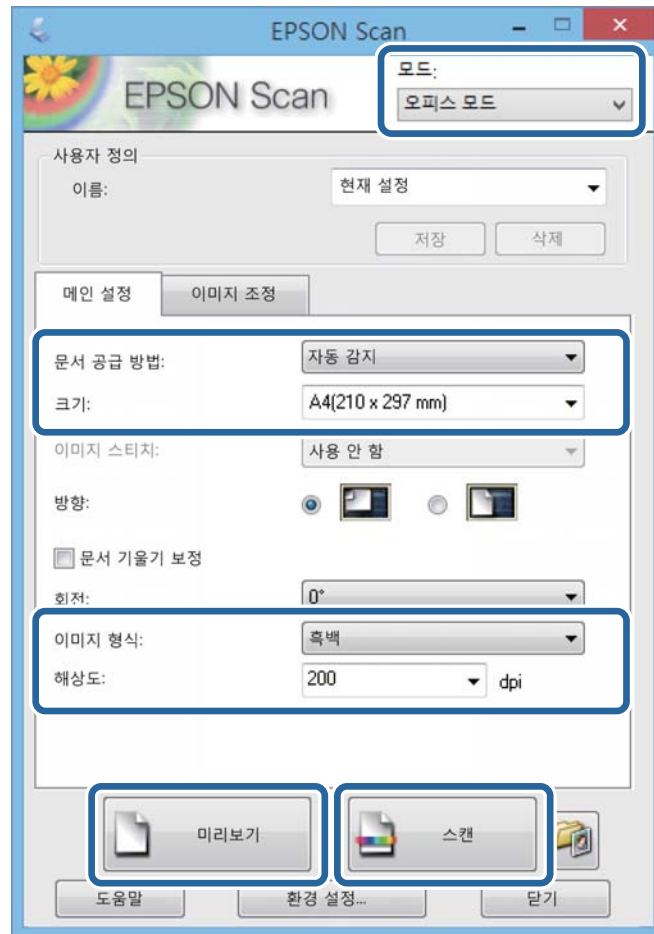 EPSON Scan
EPSON Scan
모드:
오피스 모드
사용자 정의
이름: 현재 설정
저장 삭제
메인 설정 이미지 조정
문서 공급 방법: 자동 감지
크기: A4(210 x 297 mm)
이미지 스티치: 사용 안 함
방향:
문서 기울기 보정
회전: 0°
이미지 형식: 흑백
해상도: 200 dpi
미리보기 스캔
도움말 환경 설정... 닫기